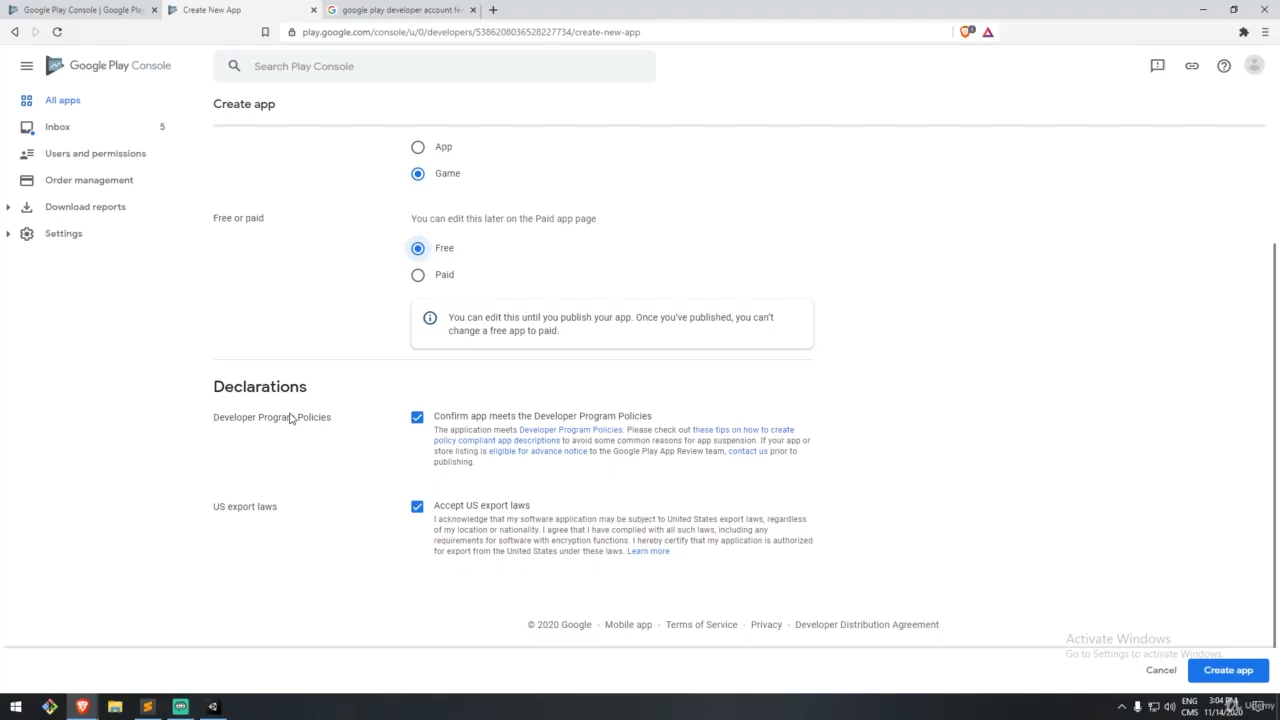 Google Play Console | Google Play
Create New App
google play developer account fe
play.google.com/console/u/0/developers/5386208036528227734/create-new-app
1
Google Play Console
Search Play Console
All apps
Inbox
5
Users and permissions
Order management
Download reports
Settings
Create app
App
Game
Free or paid
You can edit this later on the Paid app page
Free
Paid
You can edit this until you publish your app. Once you've published, you can't
change a free app to paid.
Declarations
Developer Program Policies
Confirm app meets the Developer Program Policies
The application meets Developer Program Policies. Please check out these tips on how to create
policy compliant app descriptions to avoid some common reasons for app suspension. If your app or
store listing is eligible for advance notice to the Google Play App Review team, contact us prior to
publishing.
US export laws
Accept US export laws
I acknowledge that my software application may be subject to United States export laws, regardless
of my location or nationality. I agree that I have complied with all such laws, including any
requirements for software with encryption functions. I hereby certify that my application is authorized
for export from the United States under these laws. Learn more
© 2020 Google · Mobile app · Terms of Service · Privacy · Developer Distribution Agreement
Activate Windows
Go to Settings to activate Windows.
Cancel
Create app
ENG
CMS
3:04 PM
11/14/2020
Udemy